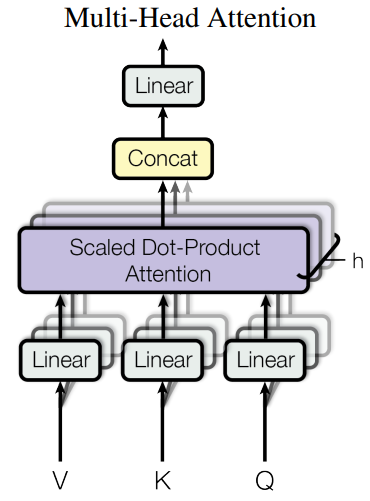 Multi-Head Attention
Linear
Concat
Scaled Dot-Product
Attention
h
Linear Linear Linear
V K Q